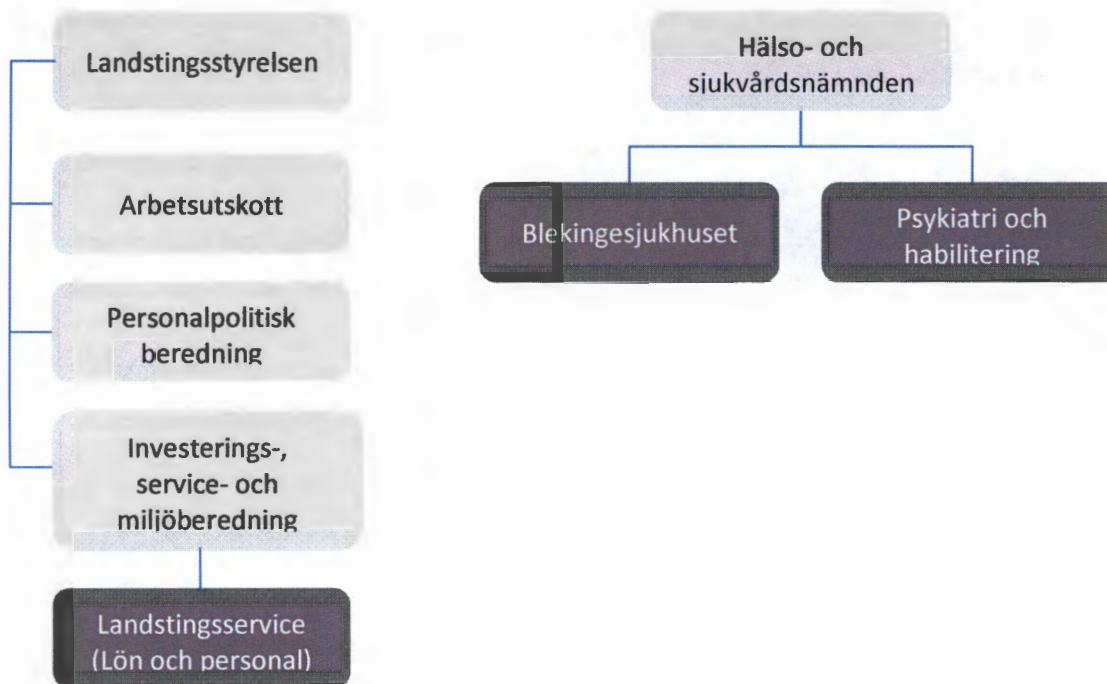 Landstingsstyrelsen
Arbetsutskott
Personalpolitisk
beredning
Investerings-,
service- och
miljöberedning
Landstingsservice
(Lön och personal)
Hälso- och
sjukvårdsnämnden
Blekingesjukhuset
Psykiatri och
habilitering